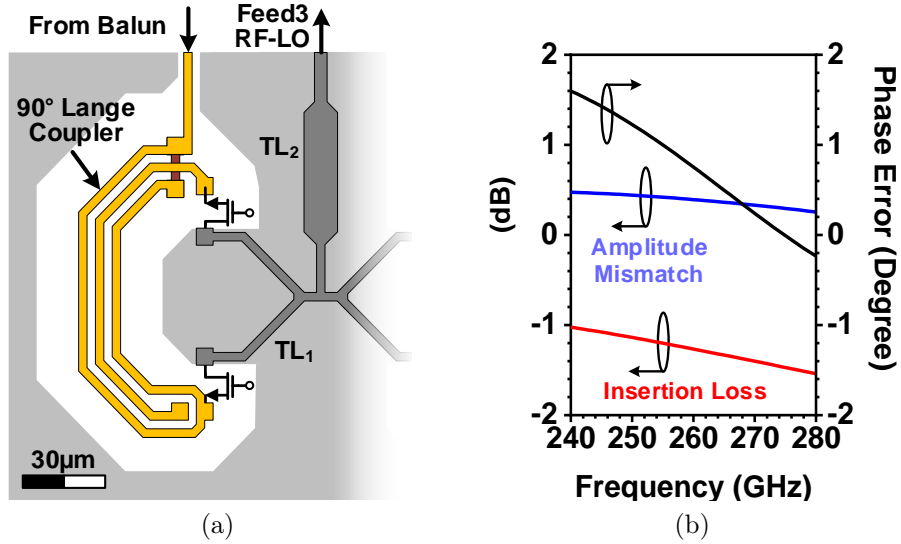 From Balun
Feed3
RF-LO
90° Lange
Coupler
TL2
TL1
30μm
(a)
2
1
0
-1
-2
(dB)
2
1
0
-1
-2
Phase Error (Degree)
Amplitude
Mismatch
Insertion Loss
240 250 260 270 280
Frequency (GHz)
(b)